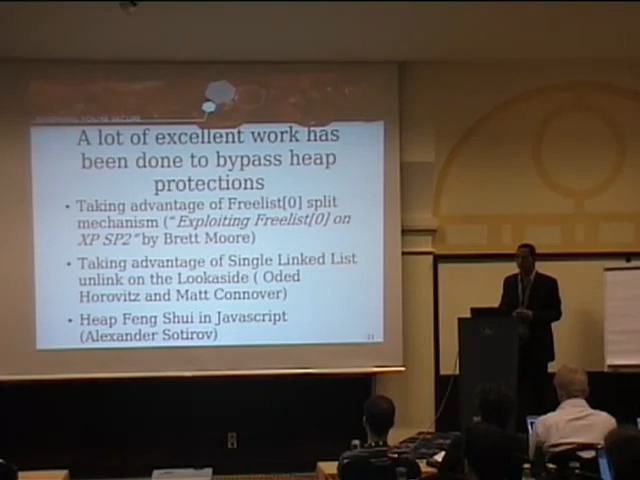 A lot of excellent work has
been done to bypass heap
protections
• Taking advantage of Freelist[0] split
mechanism ("Exploiting Freelist[0] on
XP SP2" by Brett Moore)
• Taking advantage of Single Linked List
unlink on the Lookaside ( Oded
Horovitz and Matt Connover)
• Heap Feng Shui in Javascript
(Alexander Sotirov)
21